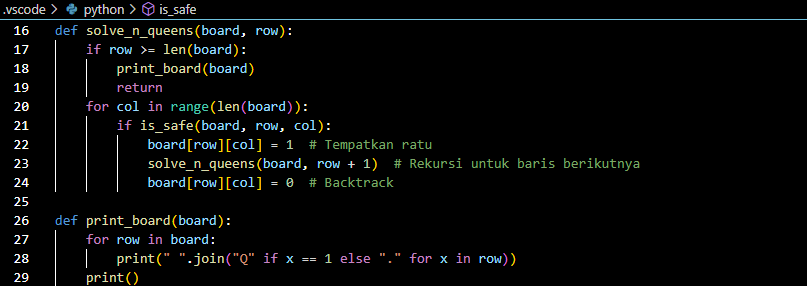 .vscode > python > is_safe
16 def solve_n_queens(board, row):
17     if row >= len(board):
18         print_board(board)
19         return
20     for col in range(len(board)):
21         if is_safe(board, row, col):
22             board[row][col] = 1  # Tempatkan ratu
23             solve_n_queens(board, row + 1)  # Rekursi untuk baris berikutnya
24             board[row][col] = 0  # Backtrack
25
26 def print_board(board):
27     for row in board:
28         print(" ".join("Q" if x == 1 else "." for x in row))
29     print()